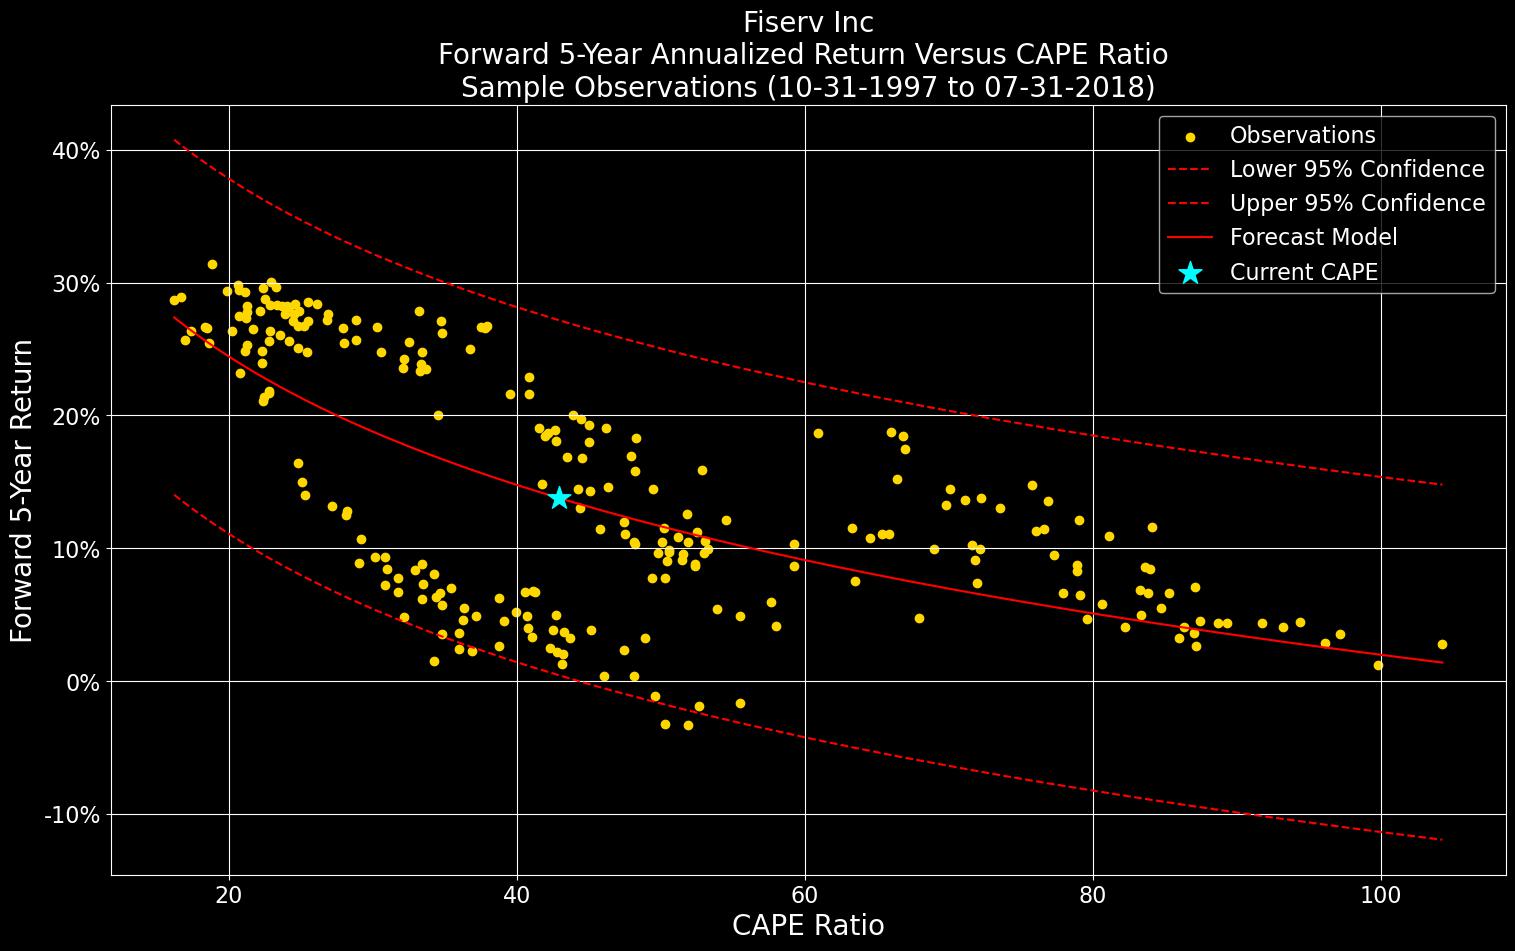 Fiserv Inc
Forward 5-Year Annualized Return Versus CAPE Ratio
Sample Observations (10-31-1997 to 07-31-2018)
Observations
Lower 95% Confidence
Upper 95% Confidence
Forecast Model
Current CAPE
Forward 5-Year Return
40%
30%
20%
10%
0%
-10%
20
40
60
80
100
CAPE Ratio